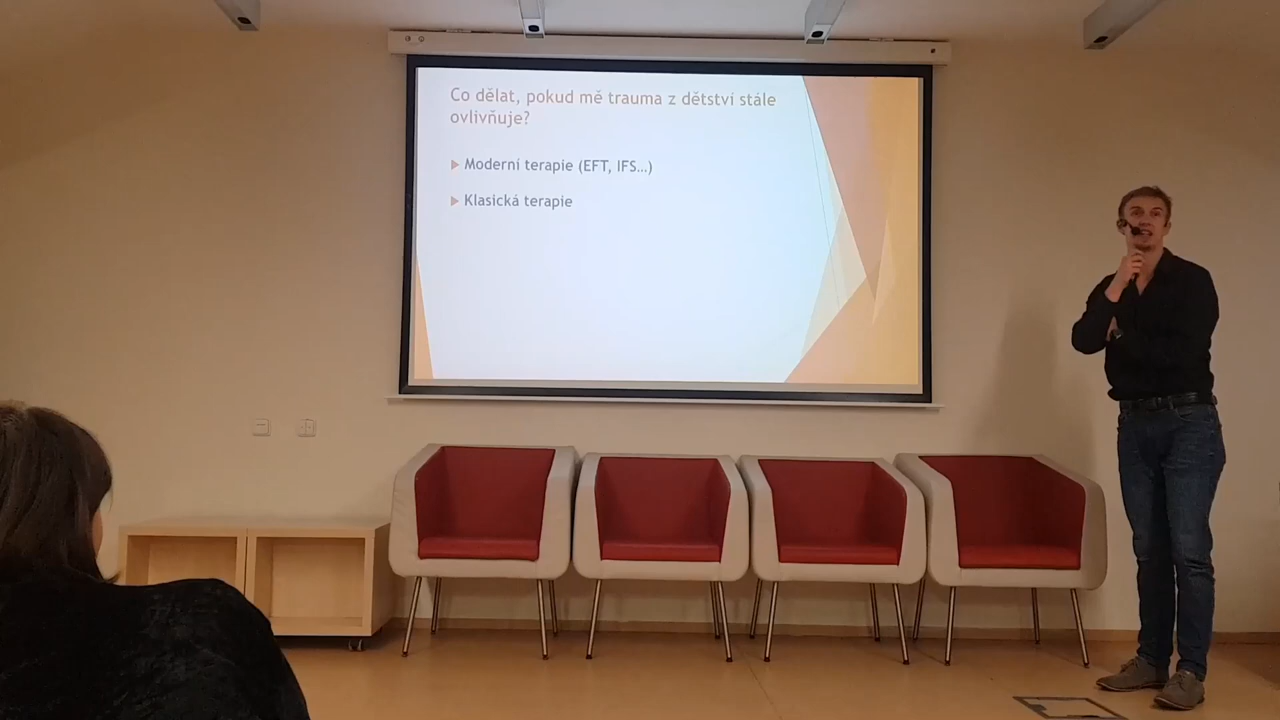 Co dělat, pokud mě trauma z dětství stále
ovlivňuje?
Moderní terapie (EFT, IFS…)
Klasická terapie